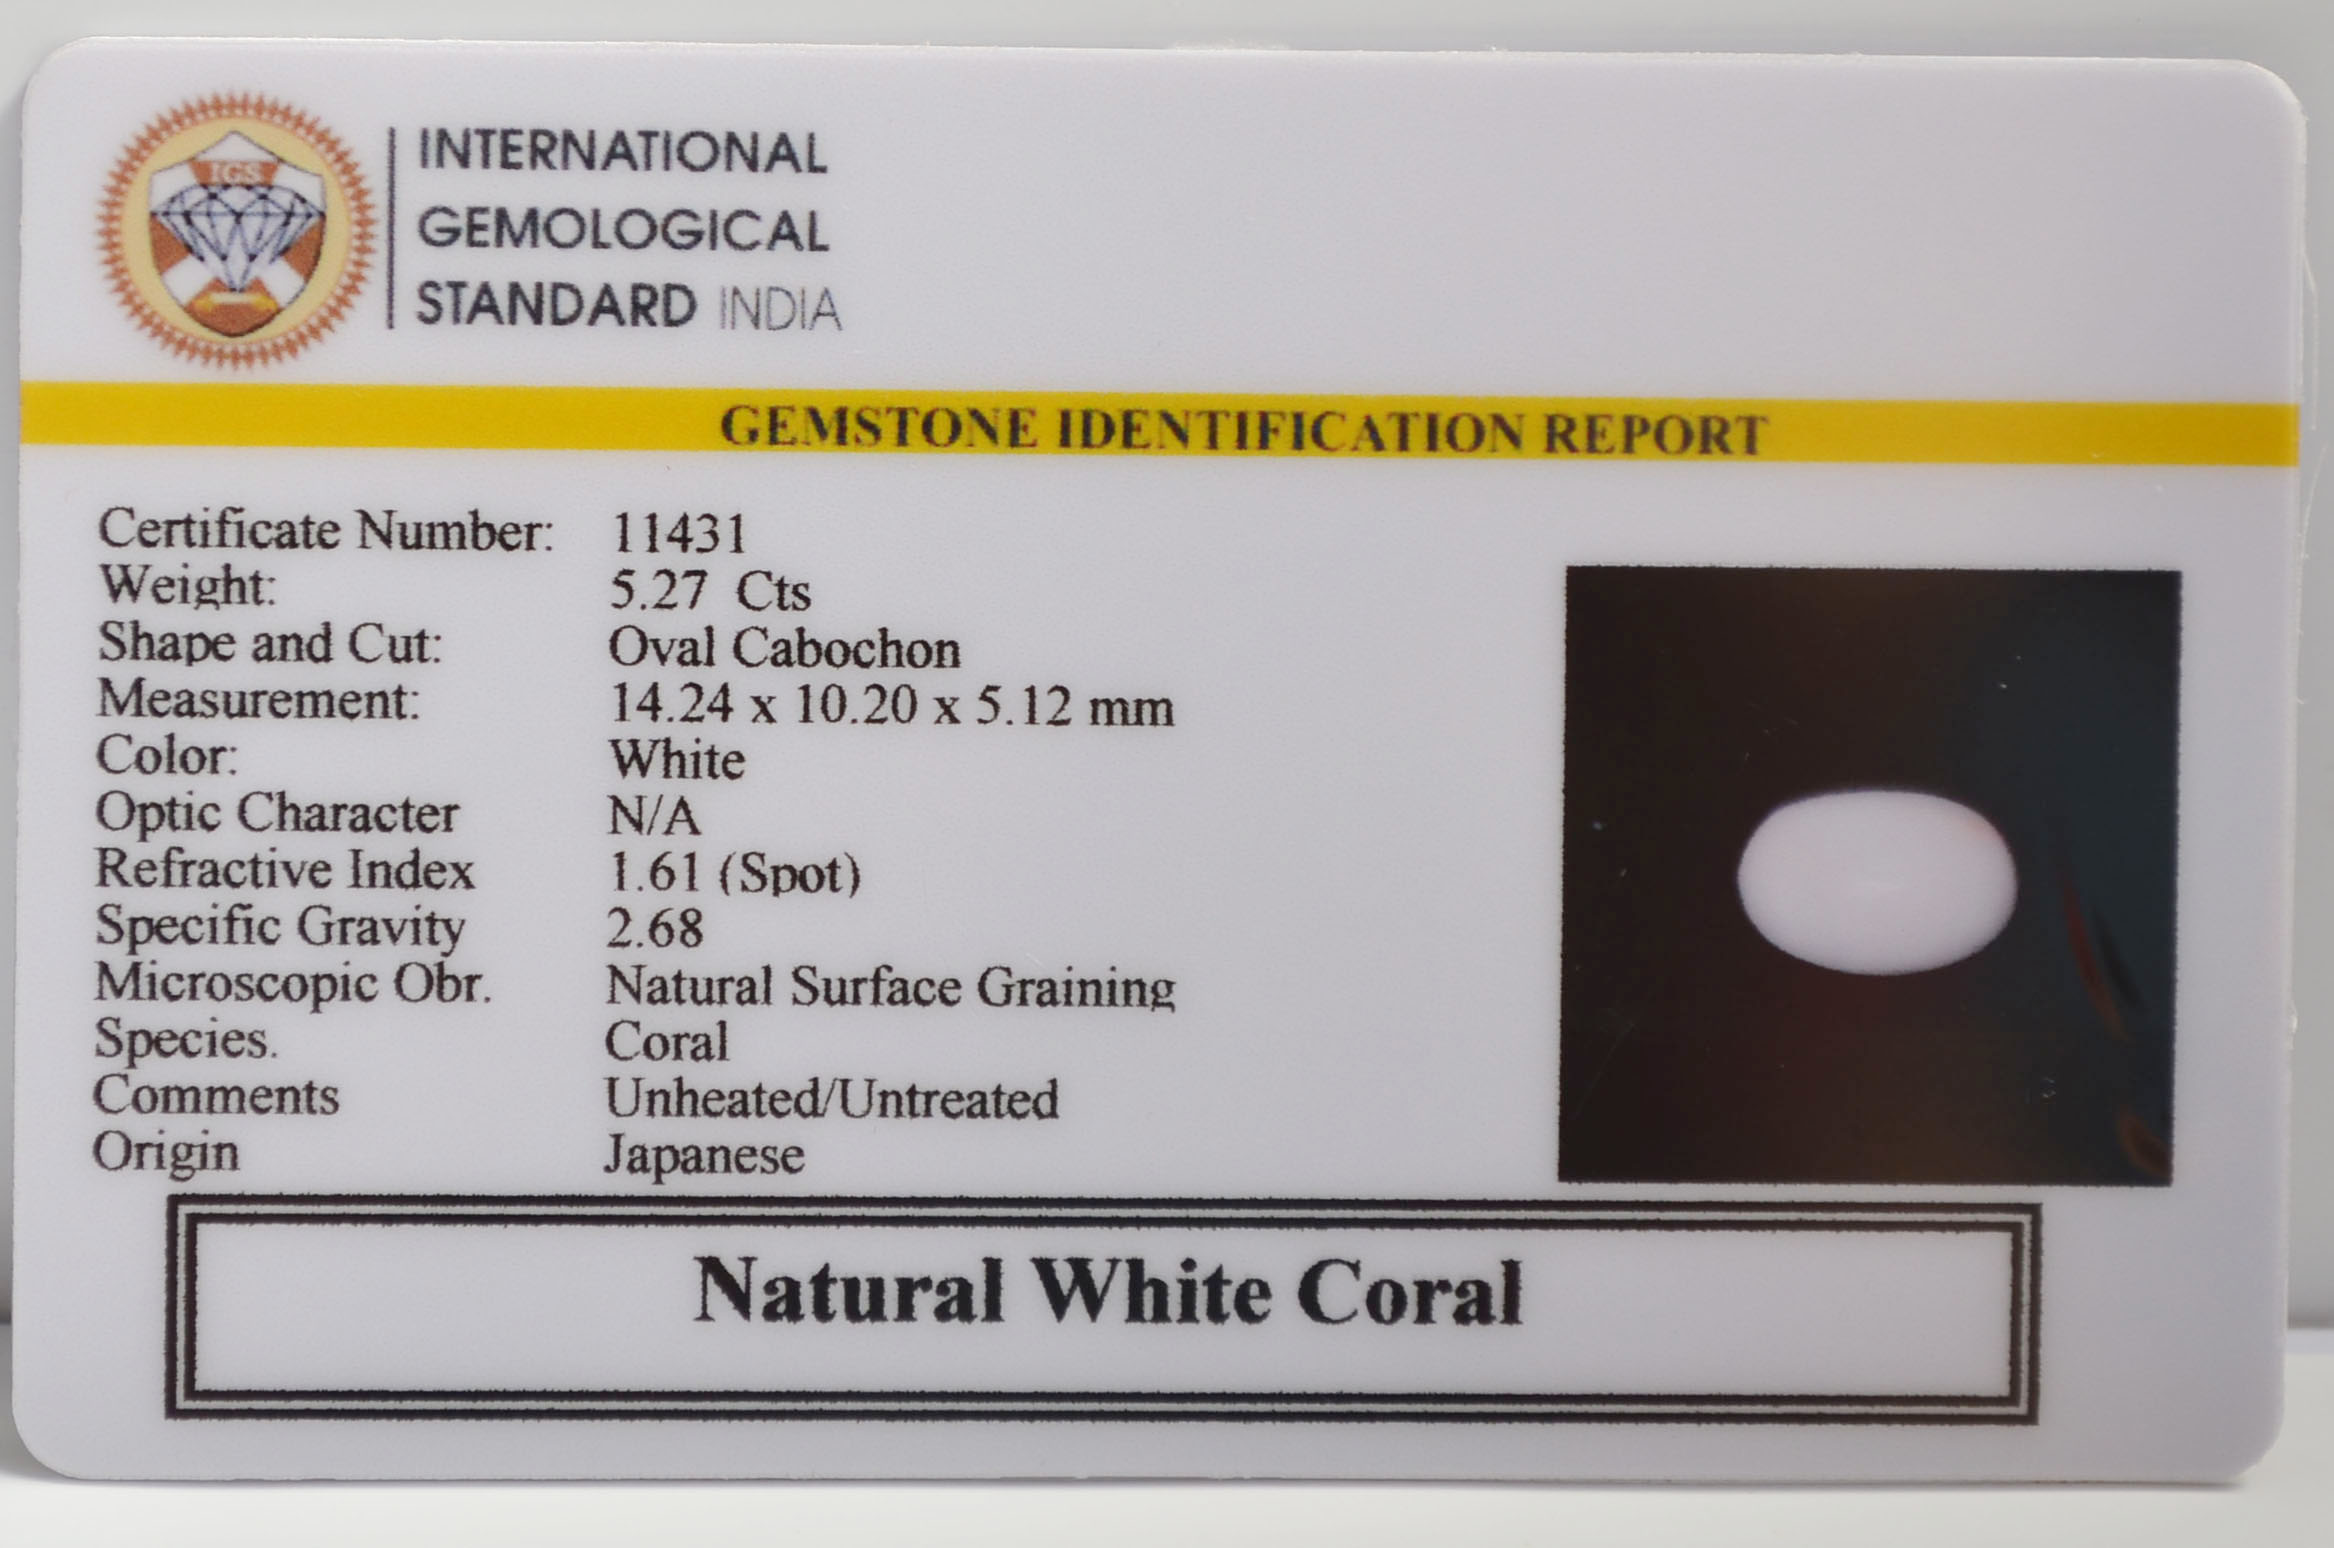 IGS
INTERNATIONAL
GEMOLOGICAL
STANDARD INDIA
GEMSTONE IDENTIFICATION REPORT
Certificate Number: 11431
Weight: 5.27 Cts
Shape and Cut: Oval Cabochon
Measurement: 14.24 x 10.20 x 5.12 mm
Color: White
Optic Character N/A
Refractive Index 1.61 (Spot)
Specific Gravity 2.68
Microscopic Obr. Natural Surface Graining
Species. Coral
Comments Unheated/Untreated
Origin Japanese
Natural White Coral